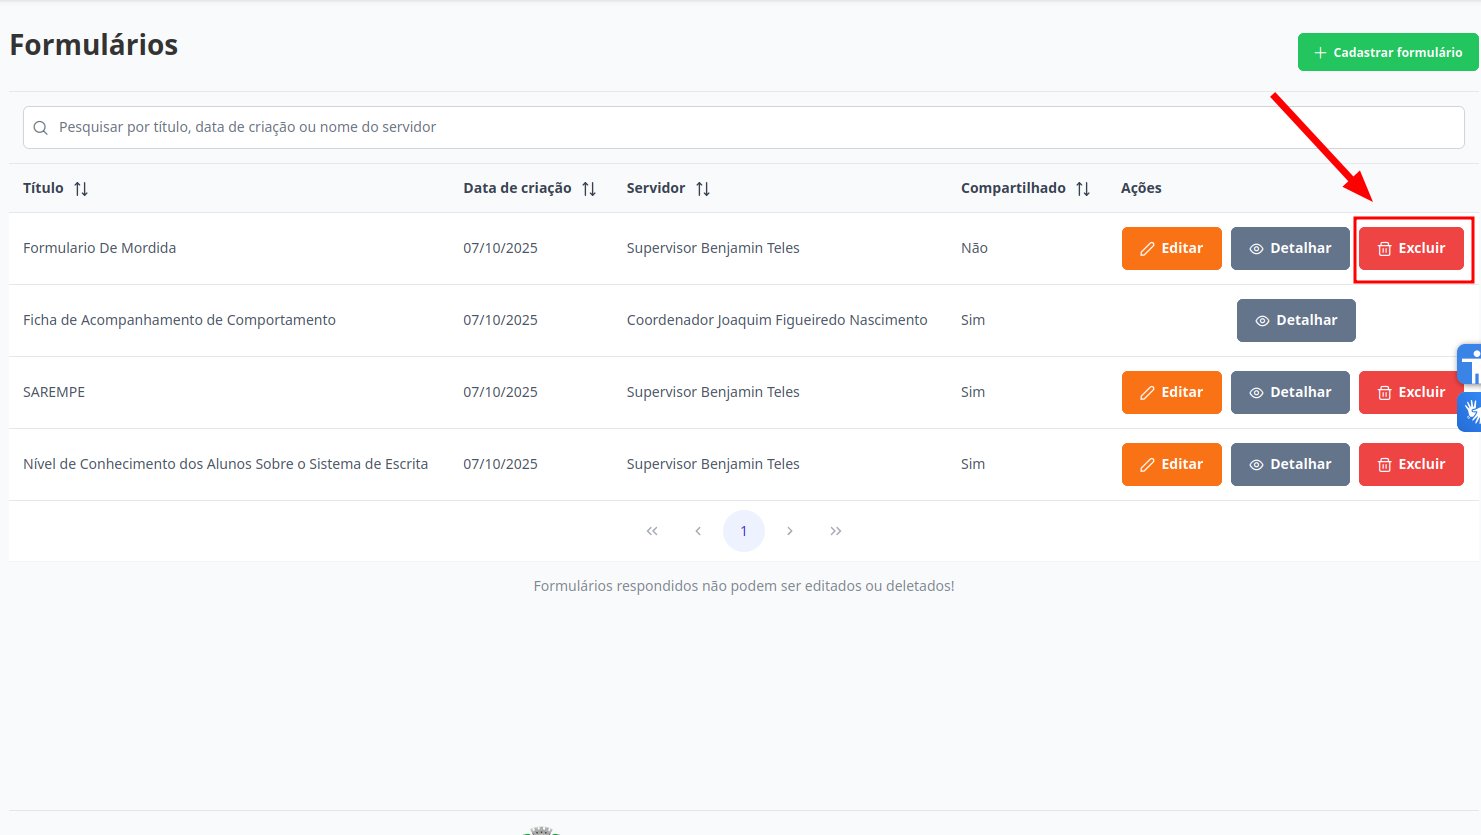 Formulários
Cadastrar formulário
Pesquisar por título, data de criação ou nome do servidor
Título Data de criação Servidor Compartilhado Ações
Formulario De Mordida 07/10/2025 Supervisor Benjamin Teles Não Editar Detalhar Excluir
Ficha de Acompanhamento de Comportamento 07/10/2025 Coordenador Joaquim Figueiredo Nascimento Sim Detalhar
SAREMPE 07/10/2025 Supervisor Benjamin Teles Sim Editar Detalhar Excluir
Nível de Conhecimento dos Alunos Sobre o Sistema de Escrita 07/10/2025 Supervisor Benjamin Teles Sim Editar Detalhar Excluir
1
Formulários respondidos não podem ser editados ou deletados!